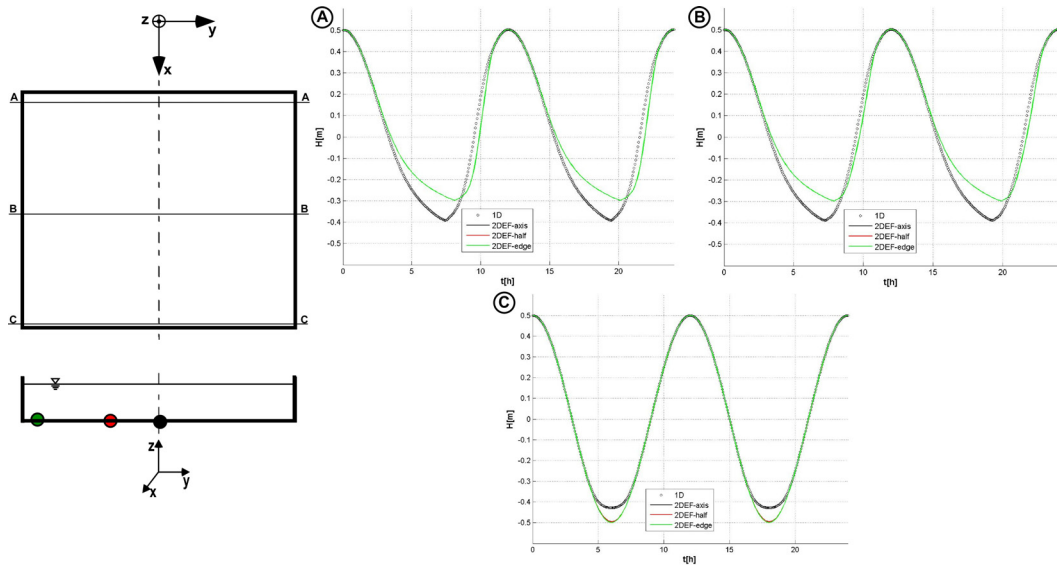 z
y
x
A A
B B
C C
z
x y
A
H[m]
0.5
0.4
0.3
0.2
0.1
0
-0.1
-0.2
-0.3
-0.4
-0.5
-0.6
0 5 10 15 20
t[h]
1D
2DEF-axis
2DEF-half
2DEF-edge
B
H[m]
0.5
0.4
0.3
0.2
0.1
0
-0.1
-0.2
-0.3
-0.4
-0.5
-0.6
0 5 10 15 20
t[h]
1D
2DEF-axis
2DEF-half
2DEF-edge
C
H[m]
0.5
0.4
0.3
0.2
0.1
0
-0.1
-0.2
-0.3
-0.4
-0.5
0 5 10 15 20
t[h]
1D
2DEF-axis
2DEF-half
2DEF-edge